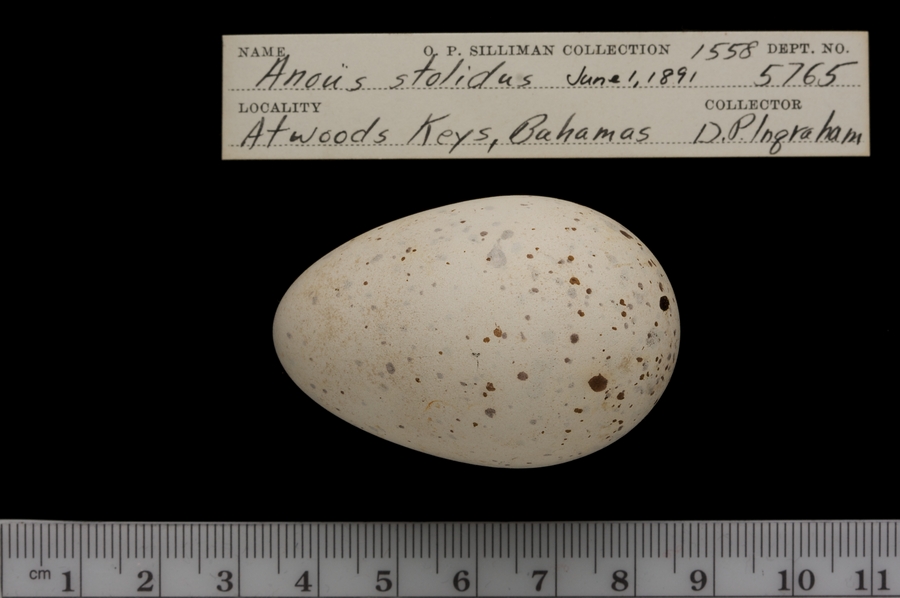 NAME O. P. SILLIMAN COLLECTION 1558 DEPT. NO.
Anoüs stolidus June 1, 1891 5765
LOCALITY COLLECTOR
Atwoods Keys, Bahamas D.P. Ingraham
cm 1 2 3 4 5 6 7 8 9 10 11